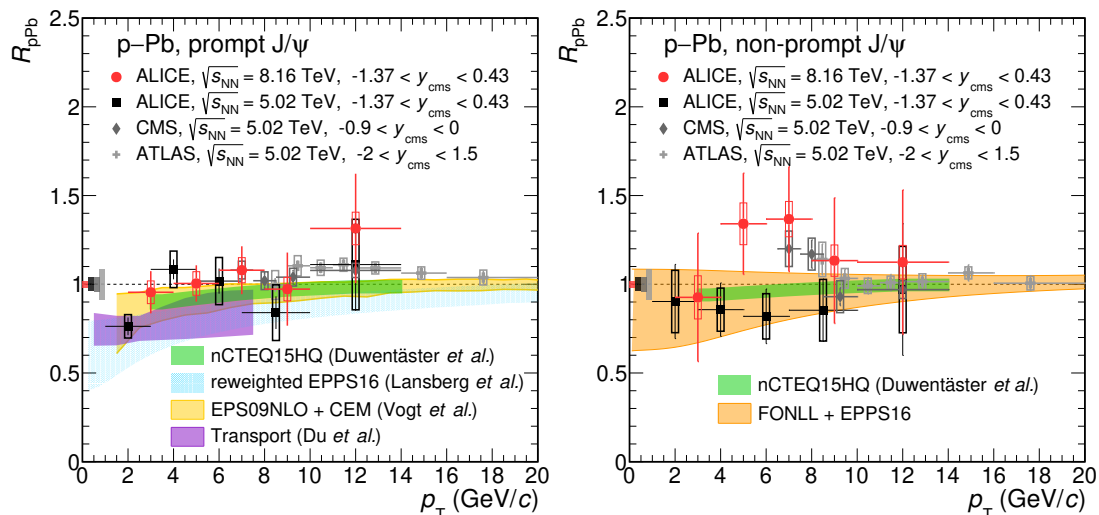 R_pPb
2.5
2
1.5
1
0.5
0
p−Pb, prompt J/ψ
ALICE, √s_NN = 8.16 TeV, -1.37 < y_cms < 0.43
ALICE, √s_NN = 5.02 TeV, -1.37 < y_cms < 0.43
CMS, √s_NN = 5.02 TeV, -0.9 < y_cms < 0
ATLAS, √s_NN = 5.02 TeV, -2 < y_cms < 1.5
nCTEQ15HQ (Duwentäster et al.)
reweighted EPPS16 (Lansberg et al.)
EPS09NLO + CEM (Vogt et al.)
Transport (Du et al.)
0 2 4 6 8 10 12 14 16 18 20
p_T (GeV/c)
R_pPb
2.5
2
1.5
1
0.5
0
p−Pb, non-prompt J/ψ
ALICE, √s_NN = 8.16 TeV, -1.37 < y_cms < 0.43
ALICE, √s_NN = 5.02 TeV, -1.37 < y_cms < 0.43
CMS, √s_NN = 5.02 TeV, -0.9 < y_cms < 0
ATLAS, √s_NN = 5.02 TeV, -2 < y_cms < 1.5
nCTEQ15HQ (Duwentäster et al.)
FONLL + EPPS16
0 2 4 6 8 10 12 14 16 18 20
p_T (GeV/c)